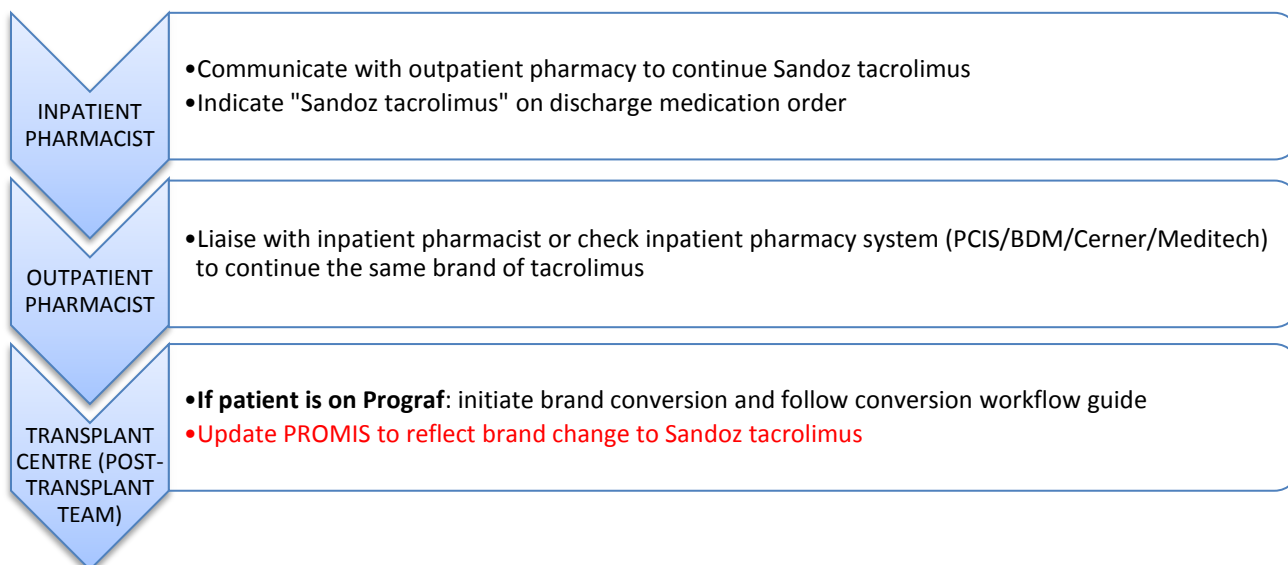 INPATIENT
PHARMACIST
•Communicate with outpatient pharmacy to continue Sandoz tacrolimus
•Indicate "Sandoz tacrolimus" on discharge medication order
OUTPATIENT
PHARMACIST
•Liaise with inpatient pharmacist or check inpatient pharmacy system (PCIS/BDM/Cerner/Meditech)
to continue the same brand of tacrolimus
TRANSPLANT
CENTRE (POST-
TRANSPLANT
TEAM)
•If patient is on Prograf: initiate brand conversion and follow conversion workflow guide
•Update PROMIS to reflect brand change to Sandoz tacrolimus